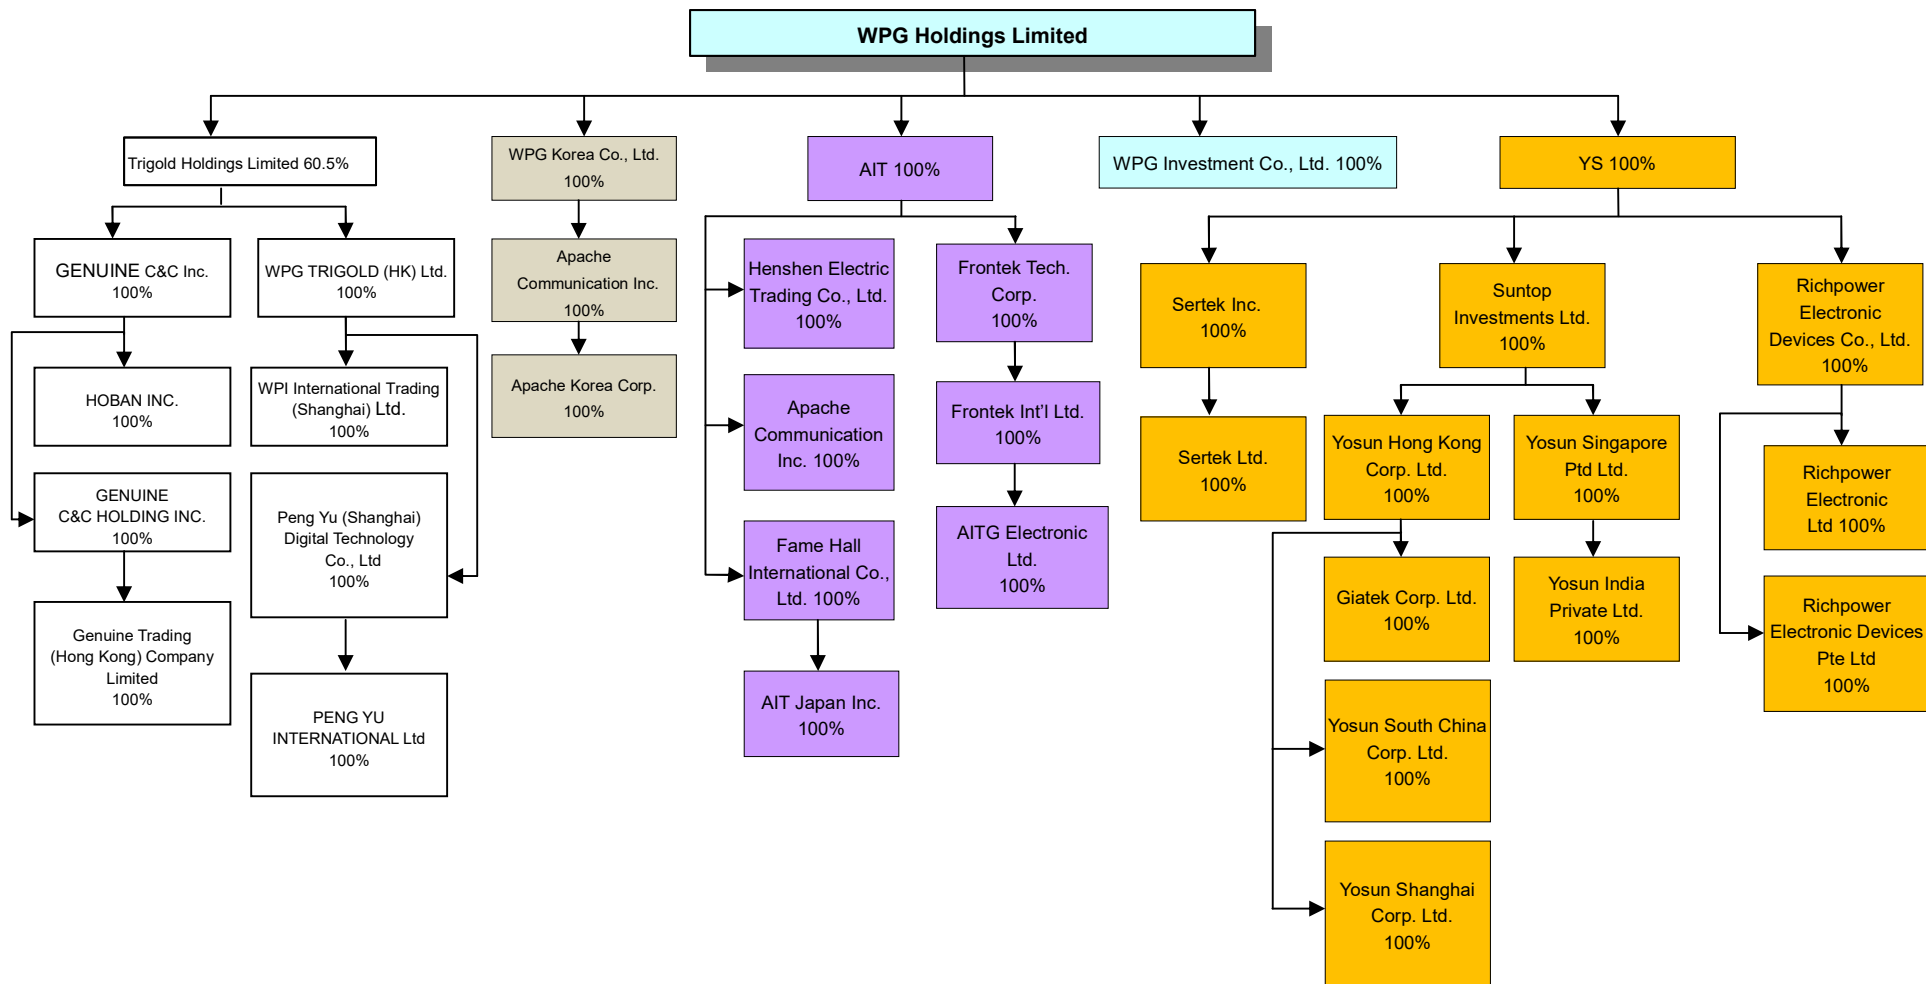 WPG Holdings Limited
Trigold Holdings Limited 60.5%
WPG Korea Co., Ltd.
100%
AIT 100%
WPG Investment Co., Ltd. 100%
YS 100%
GENUINE C&C Inc.
100%
WPG TRIGOLD (HK) Ltd.
100%
HOBAN INC.
100%
WPI International Trading
(Shanghai) Ltd.
100%
GENUINE
C&C HOLDING INC.
100%
Peng Yu (Shanghai)
Digital Technology
Co., Ltd
100%
Genuine Trading
(Hong Kong) Company
Limited
100%
PENG YU
INTERNATIONAL Ltd
100%
Apache
Communication Inc.
100%
Apache Korea Corp.
100%
Henshen Electric
Trading Co., Ltd.
100%
Apache
Communication
Inc. 100%
Fame Hall
International Co.,
Ltd. 100%
AIT Japan Inc.
100%
Frontek Tech.
Corp.
100%
Frontek Int’l Ltd.
100%
AITG Electronic
Ltd.
100%
Sertek Inc.
100%
Sertek Ltd.
100%
Suntop
Investments Ltd.
100%
Yosun Hong Kong
Corp. Ltd.
100%
Yosun Singapore
Ptd Ltd.
100%
Giatek Corp. Ltd.
100%
Yosun India
Private Ltd.
100%
Yosun South China
Corp. Ltd.
100%
Yosun Shanghai
Corp. Ltd.
100%
Richpower
Electronic
Devices Co., Ltd.
100%
Richpower
Electronic
Ltd 100%
Richpower
Electronic Devices
Pte Ltd
100%